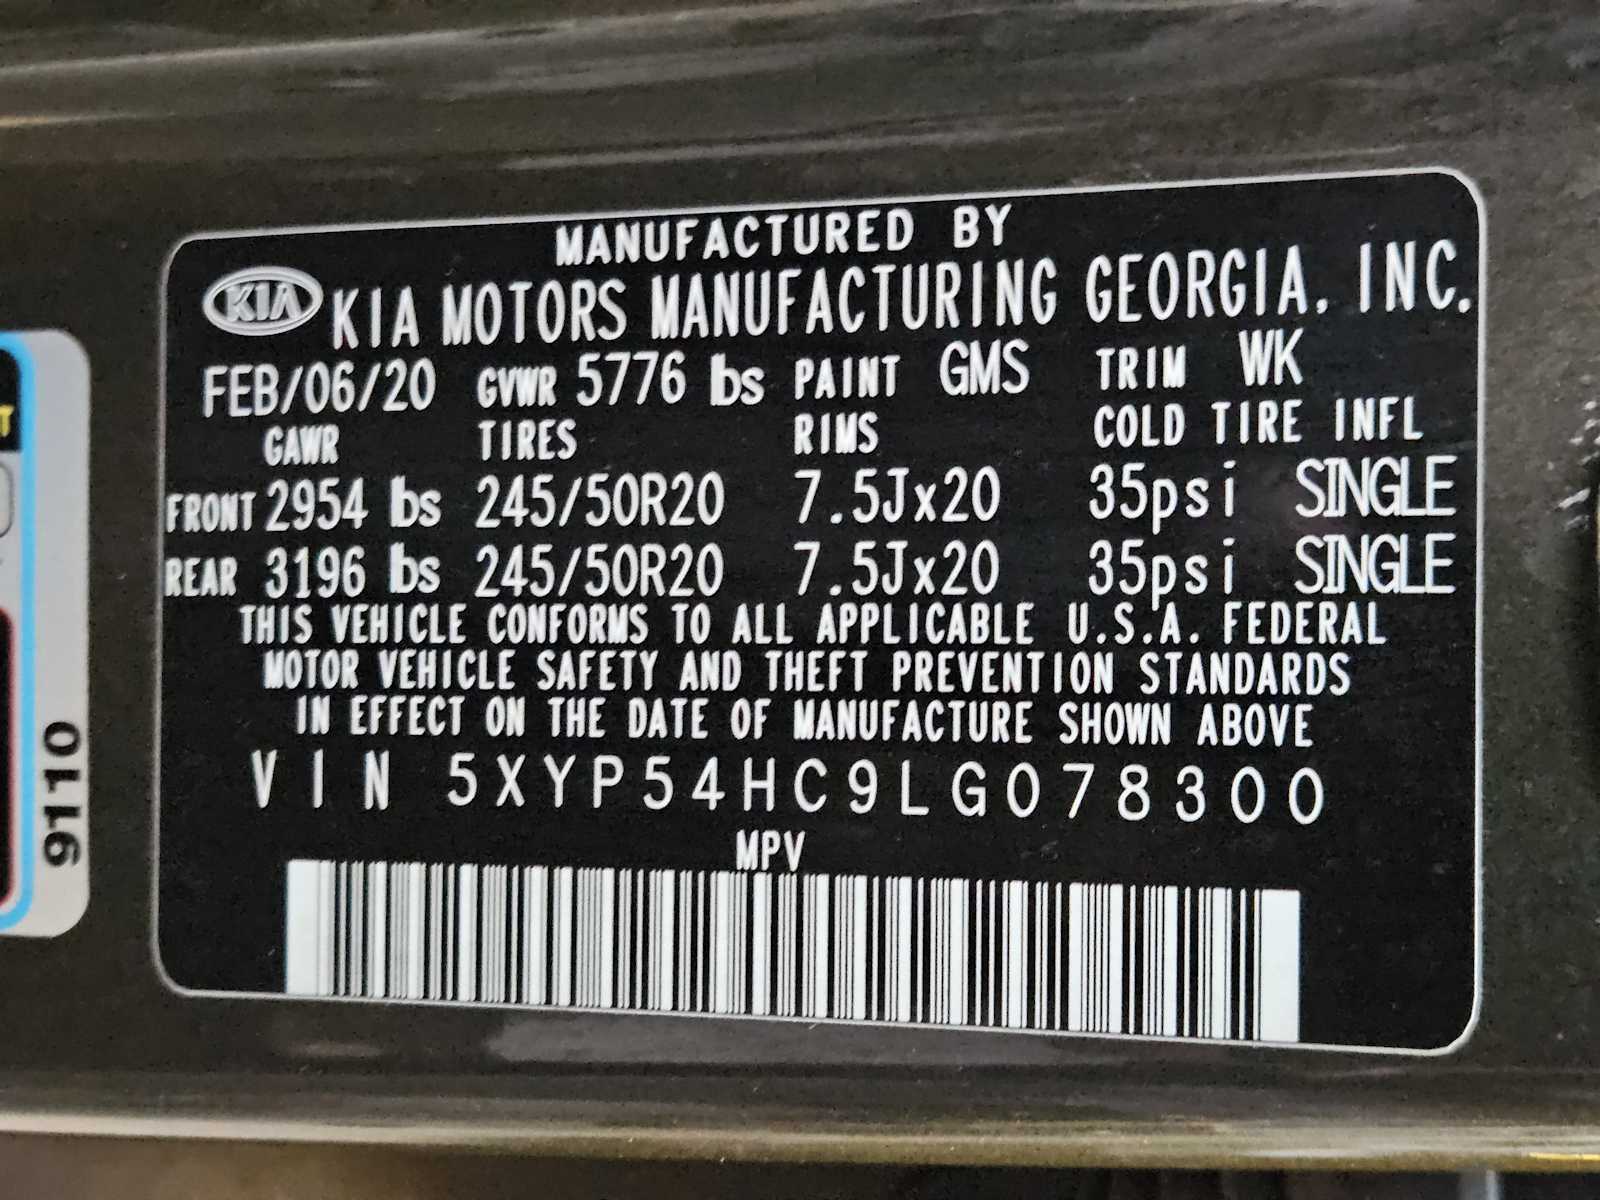 MANUFACTURED BY
KIA KIA MOTORS MANUFACTURING GEORGIA, INC.
FEB/06/20 GVWR 5776 lbs PAINT GMS TRIM WK
GAWR TIRES RIMS COLD TIRE INFL
FRONT 2954 lbs 245/50R20 7.5Jx20 35psi SINGLE
REAR 3196 lbs 245/50R20 7.5Jx20 35psi SINGLE
THIS VEHICLE CONFORMS TO ALL APPLICABLE U.S.A. FEDERAL
MOTOR VEHICLE SAFETY AND THEFT PREVENTION STANDARDS
IN EFFECT ON THE DATE OF MANUFACTURE SHOWN ABOVE
VIN 5XYP54HC9LG078300
MPV
9110